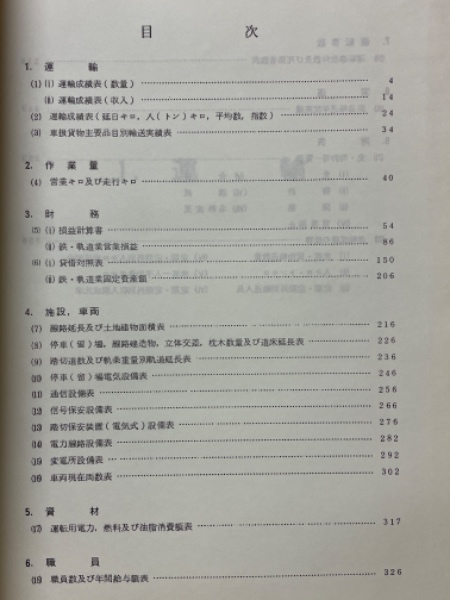 目 次
1. 運 輸
(1) (i) 運輸成績表(数量) 4
(ii) 運輸成績表(収入) 14
(2) 運輸成績表(延日キロ, 人(トン)キロ, 平均数, 指数) 24
(3) 車扱貨物主要品目別輸送実績表 34
2. 作 業 量
(4) 営業キロ及び走行キロ 40
3. 財 務
(5) (i) 損益計算書 54
(ii) 鉄・軌道業営業損益 86
(6) (i) 貸借対照表 150
(ii) 鉄・軌道業固定資産額 206
4. 施設, 車両
(7) 線路延長及び土地建物面積表 216
(8) 停車(留)場, 線路建造物, 立体交差, 枕木数量及び道床延長表 226
(9) 踏切道数及び軌条重量別軌道延長表 236
(10) 停車(留)場電気設備表 246
(11) 通信設備表 256
(12) 信号保安設備表 266
(13) 踏切保安装置(電気式)設備表 276
(14) 電力線路設備表 282
(15) 変電所設備表 292
(16) 車両現在両数表 302
5. 資 材
(17) 運転用電力, 燃料及び油脂消費額表 317
6. 職 員
(18) 職員数及び年間給与額表 326